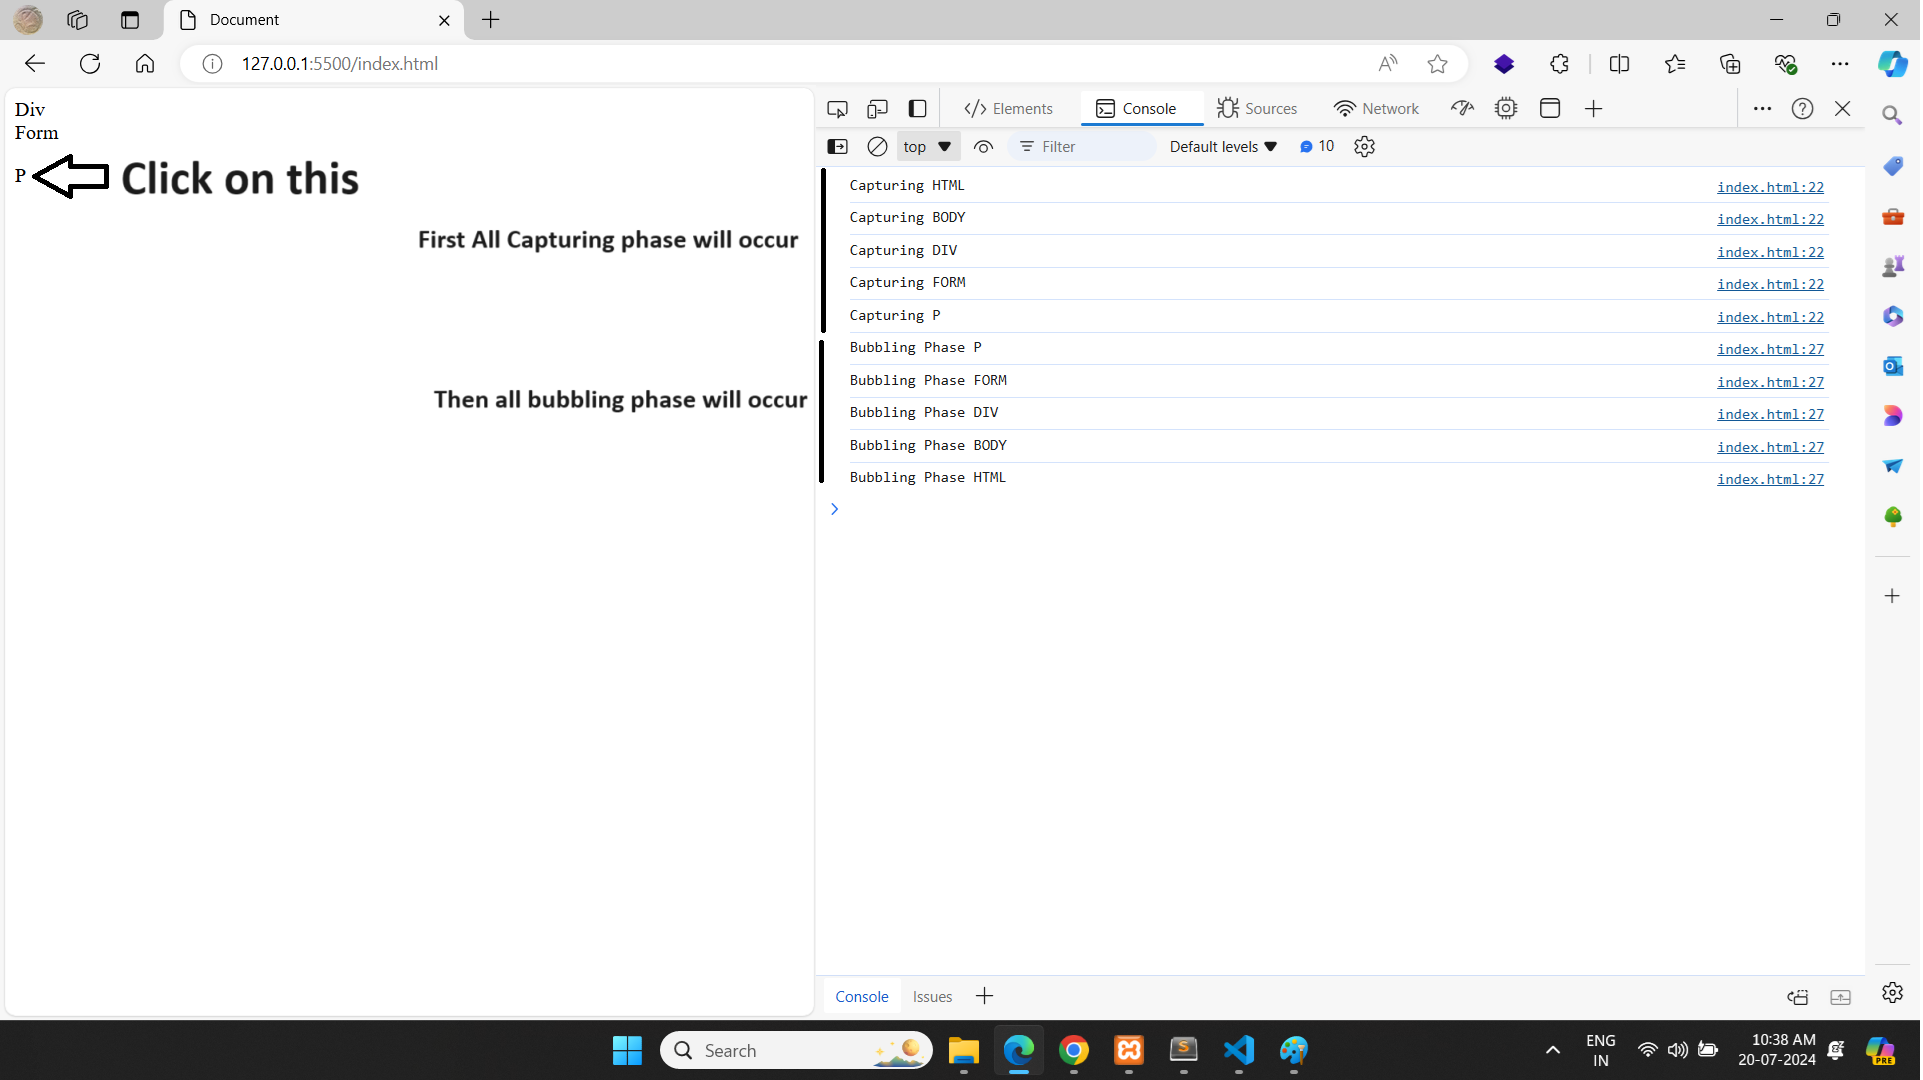 Document
127.0.0.1:5500/index.html
Div
Form
P
Click on this
First All Capturing phase will occur
Then all bubbling phase will occur
Elements
Console
Sources
Network
top
Filter
Default levels
10
Capturing HTML index.html:22
Capturing BODY index.html:22
Capturing DIV index.html:22
Capturing FORM index.html:22
Capturing P index.html:22
Bubbling Phase P index.html:27
Bubbling Phase FORM index.html:27
Bubbling Phase DIV index.html:27
Bubbling Phase BODY index.html:27
Bubbling Phase HTML index.html:27
Console
Issues
Search
ENG
IN
10:38 AM
20-07-2024
PRE